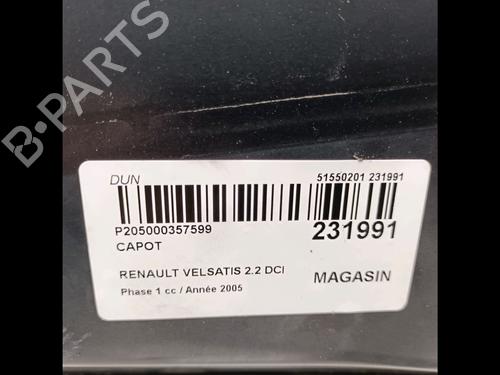 B-PARTS
DUN
51550201 231991
P205000357599
231991
CAPOT
RENAULT VELSATIS 2.2 DCI
MAGASIN
Phase 1 cc / Année 2005